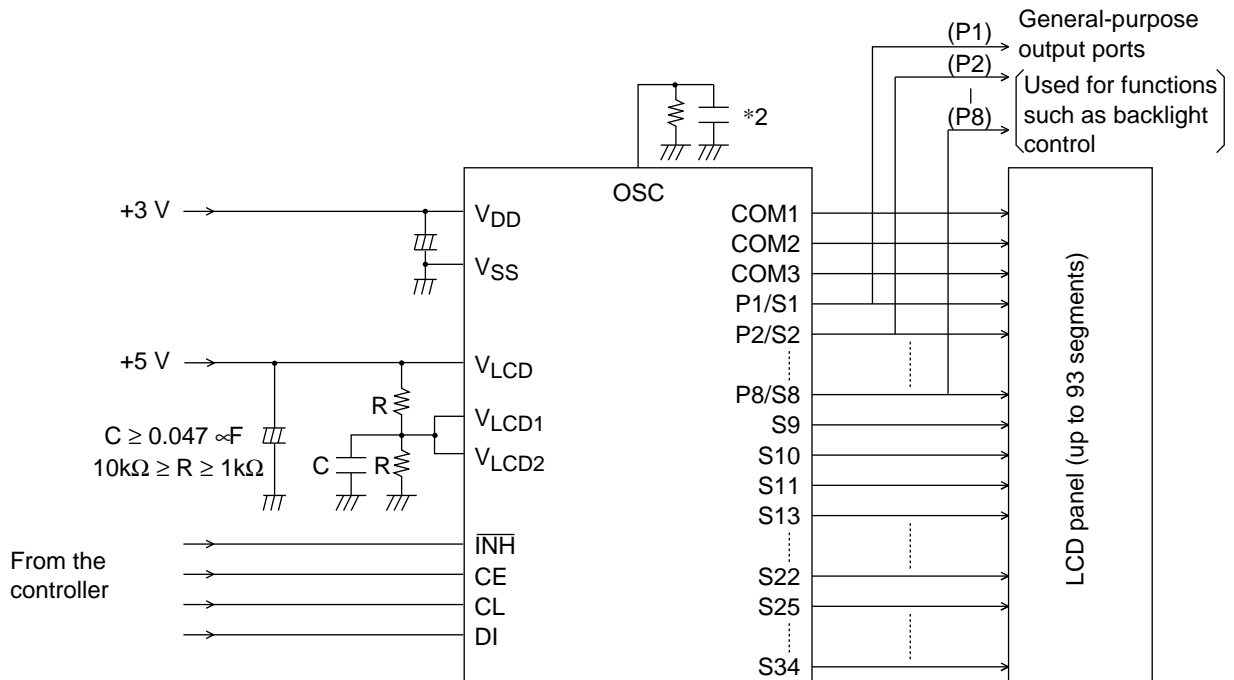 (P1)
General-purpose
output ports
(P2)
(P8)
Used for functions
such as backlight
control
*2
OSC
+3 V
VDD
VSS
+5 V
VLCD
R
VLCD1
C ≥ 0.047 ∝F
10kΩ ≥ R ≥ 1kΩ
C
R
VLCD2
From the
controller
INH
CE
CL
DI
COM1
COM2
COM3
P1/S1
P2/S2
P8/S8
S9
S10
S11
S13
S22
S25
S34
LCD panel (up to 93 segments)